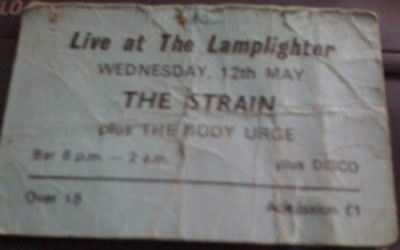 Live at The Lamplighter
WEDNESDAY, 12th MAY
THE STRAIN
plus THE BODY URGE
Bar 8 p.m. — 2 a.m. plus DISCO
Over 18 Admission £1